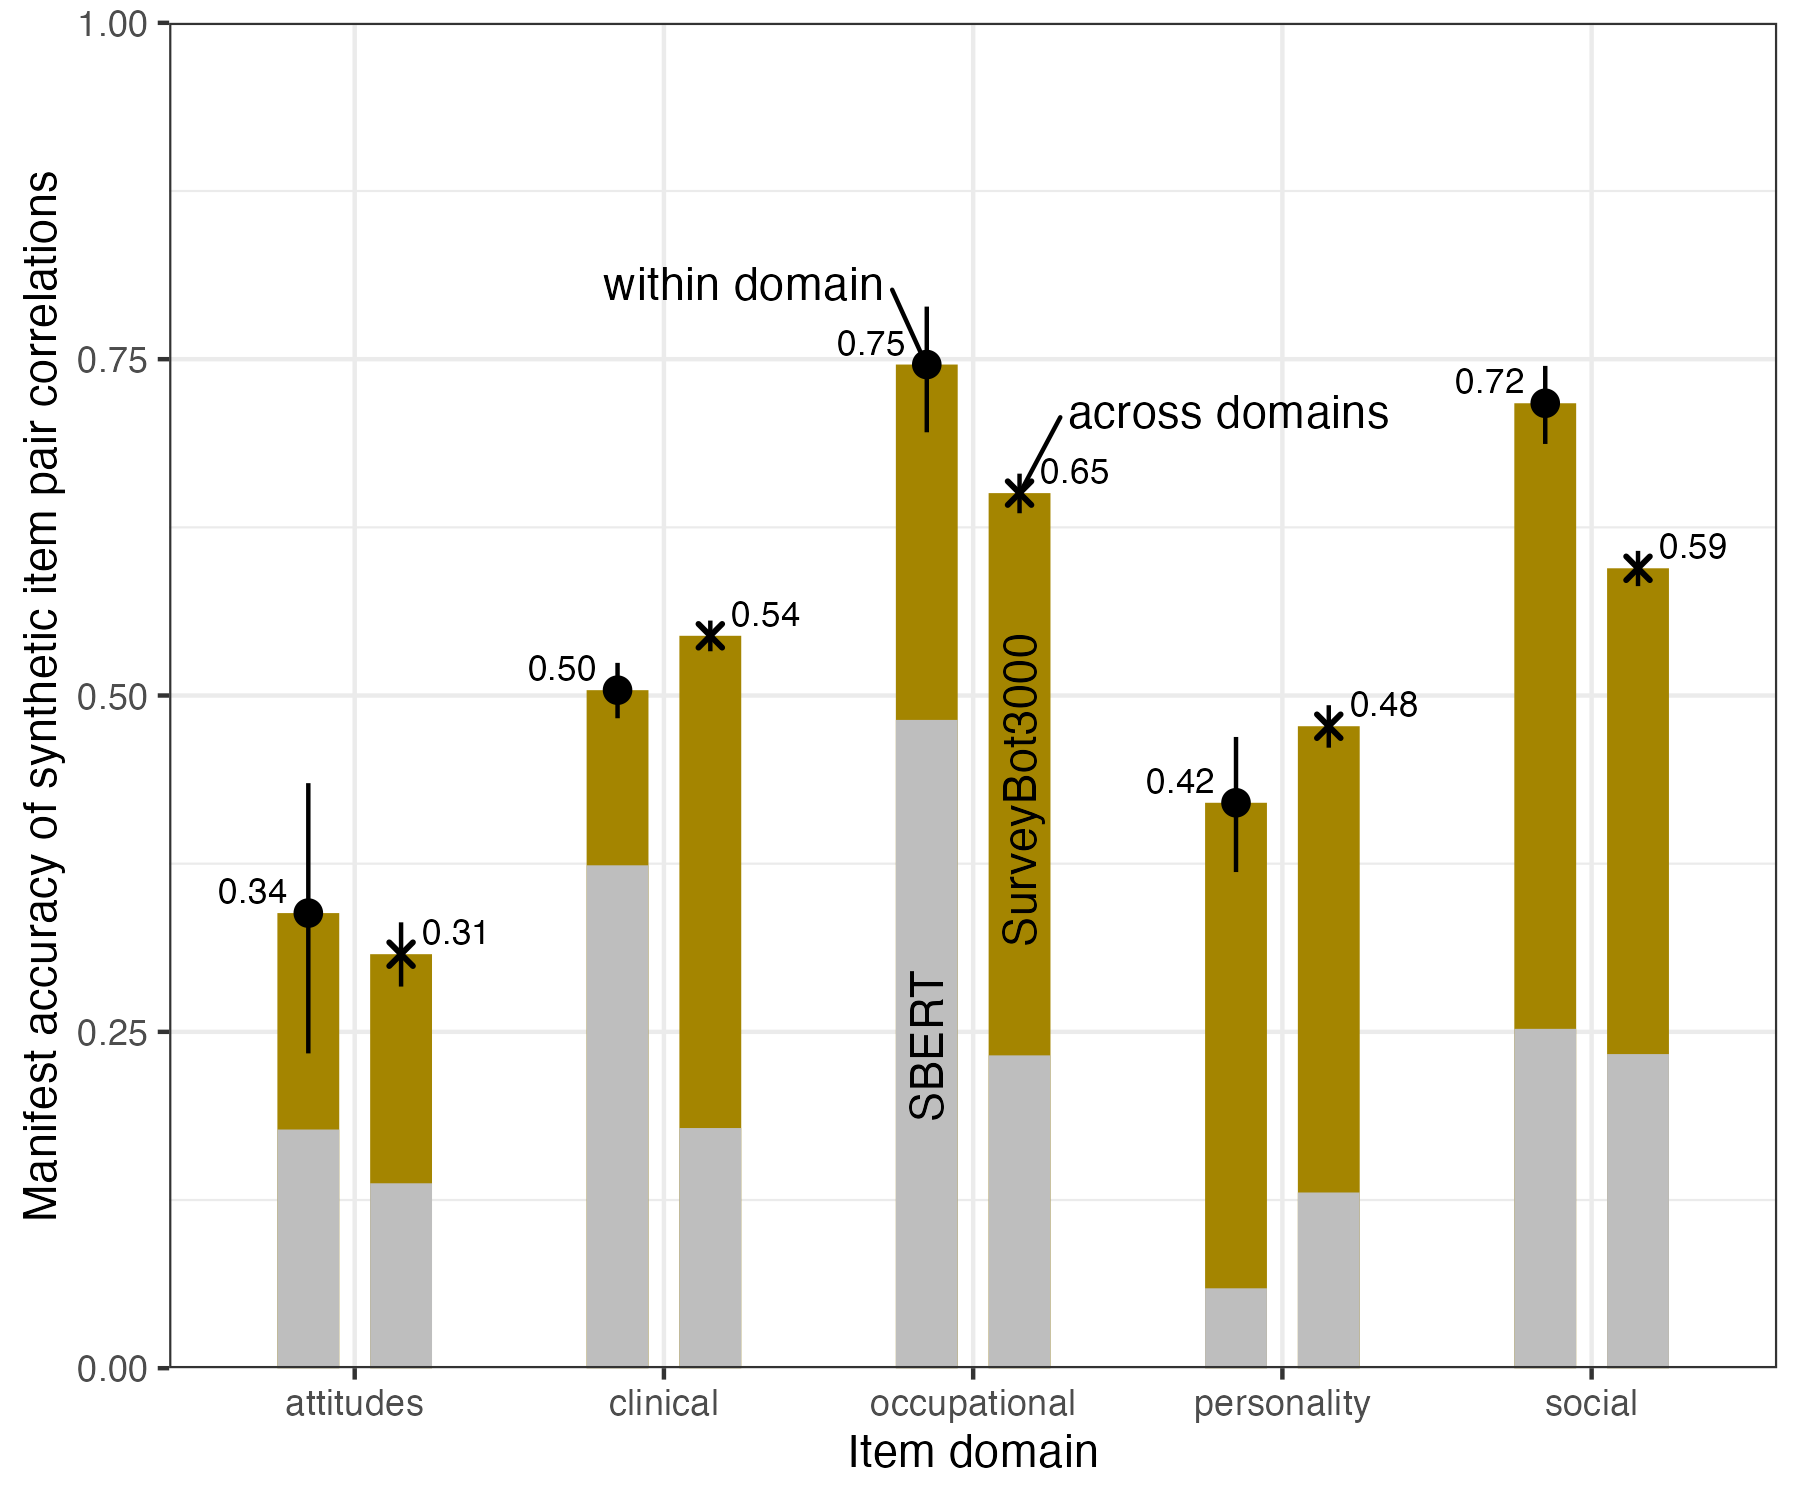 Manifest accuracy of synthetic item pair correlations
1.00
0.75
0.50
0.25
0.00
within domain
across domains
0.34
0.31
0.50
0.54
0.75
0.65
0.42
0.48
0.72
0.59
SBERT
SurveyBot3000
attitudes
clinical
occupational
personality
social
Item domain